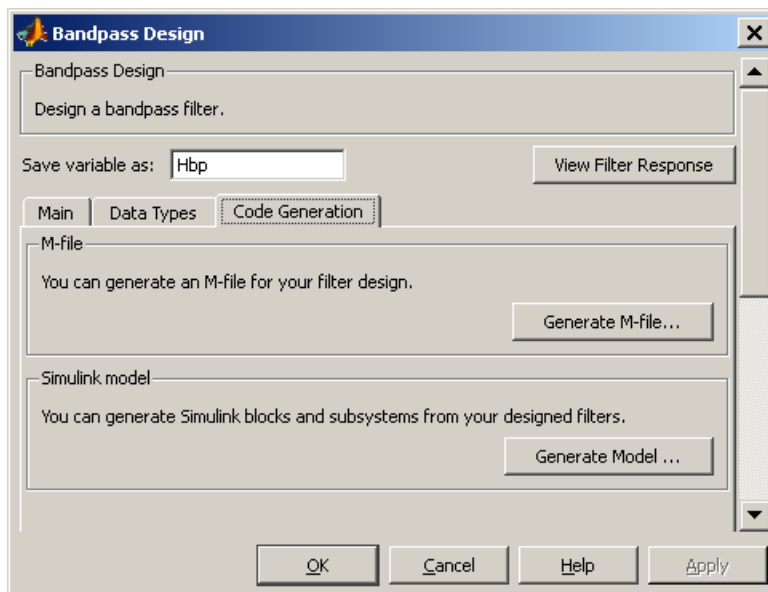 Bandpass Design
Bandpass Design
Design a bandpass filter.
Save variable as: Hbp View Filter Response
Main Data Types Code Generation
M-file
You can generate an M-file for your filter design.
Generate M-file...
Simulink model
You can generate Simulink blocks and subsystems from your designed filters.
Generate Model ...
OK Cancel Help Apply